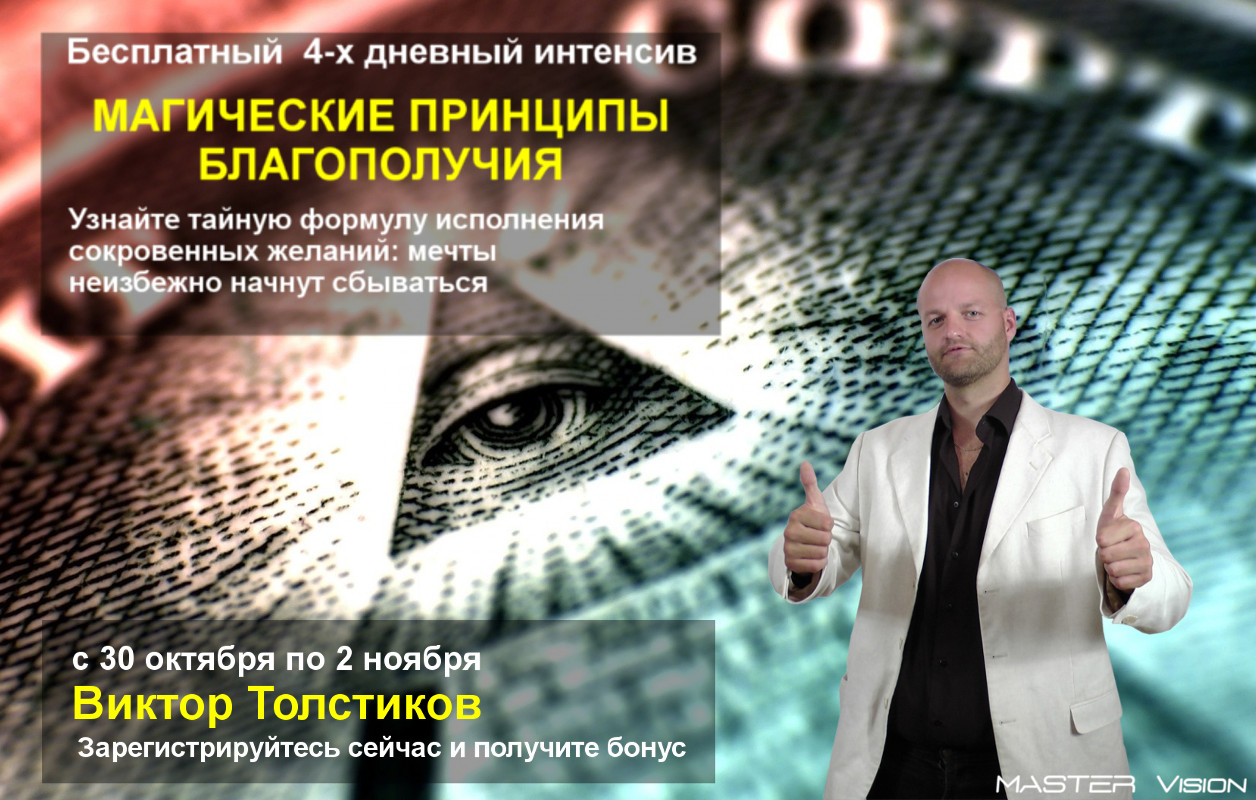 Бесплатный 4-х дневный интенсив
МАГИЧЕСКИЕ ПРИНЦИПЫ
БЛАГОПОЛУЧИЯ
Узнайте тайную формулу исполнения
сокровенных желаний: мечты
неизбежно начнут сбываться
с 30 октября по 2 ноября
Виктор Толстиков
Зарегистрируйтесь сейчас и получите бонус
MASTER VISION